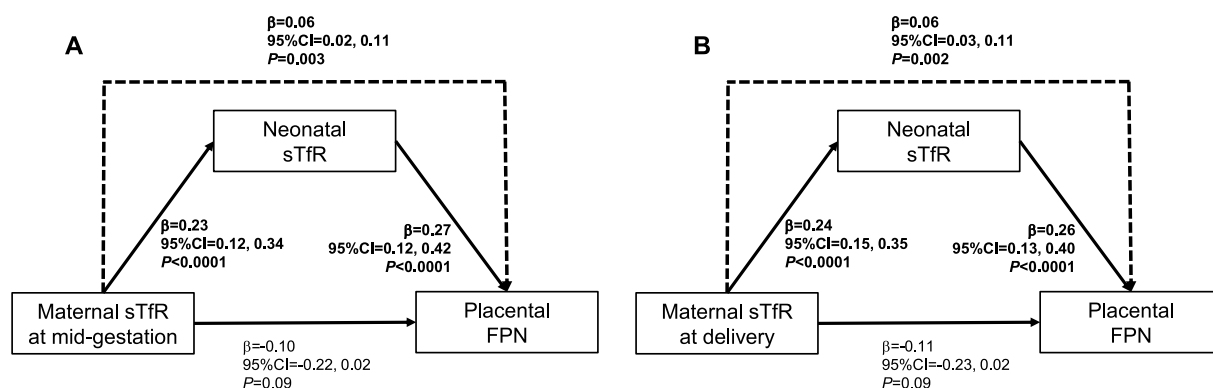 A
β=0.06
95%CI=0.02, 0.11
P=0.003
Neonatal
sTfR
β=0.23
95%CI=0.12, 0.34
P<0.0001
β=0.27
95%CI=0.12, 0.42
P<0.0001
Maternal sTfR
at mid-gestation
Placental
FPN
β=-0.10
95%CI=-0.22, 0.02
P=0.09
B
β=0.06
95%CI=0.03, 0.11
P=0.002
Neonatal
sTfR
β=0.24
95%CI=0.15, 0.35
P<0.0001
β=0.26
95%CI=0.13, 0.40
P<0.0001
Maternal sTfR
at delivery
Placental
FPN
β=-0.11
95%CI=-0.23, 0.02
P=0.09